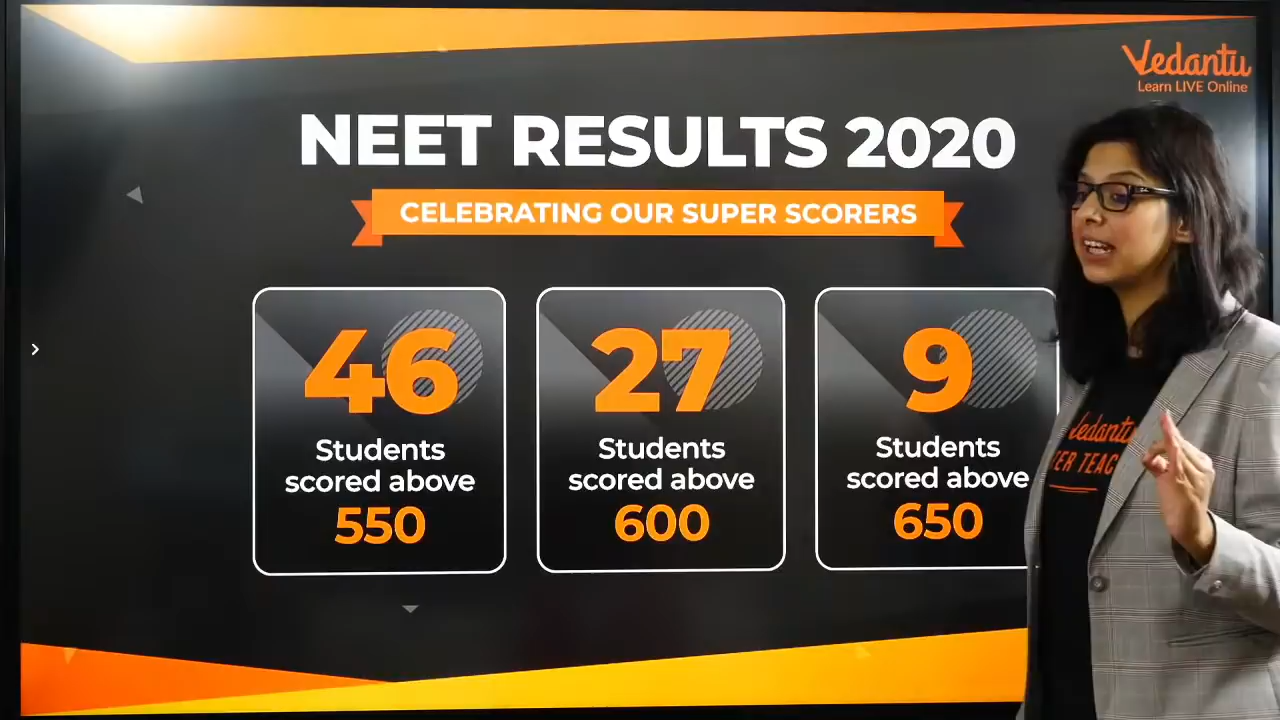 Vedantu
Learn LIVE Online
NEET RESULTS 2020
CELEBRATING OUR SUPER SCORERS
46
Students
scored above
550
27
Students
scored above
600
9
Students
scored above
650
Vedantu